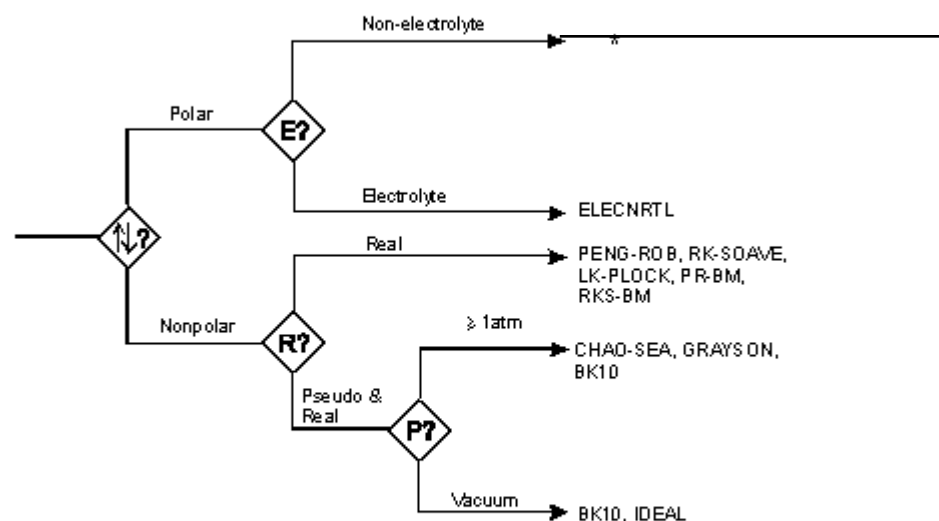 Non-electrolyte
*
Polar
E?
Electrolyte
ELECNRTL
?
Real
PENG-ROB, RK-SOAVE,
LK-PLOCK, PR-BM,
RKS-BM
Nonpolar
R?
⩾ 1atm
CHAO-SEA, GRAYSON,
BK10
Pseudo &
Real
P?
Vacuum
BK10, IDEAL